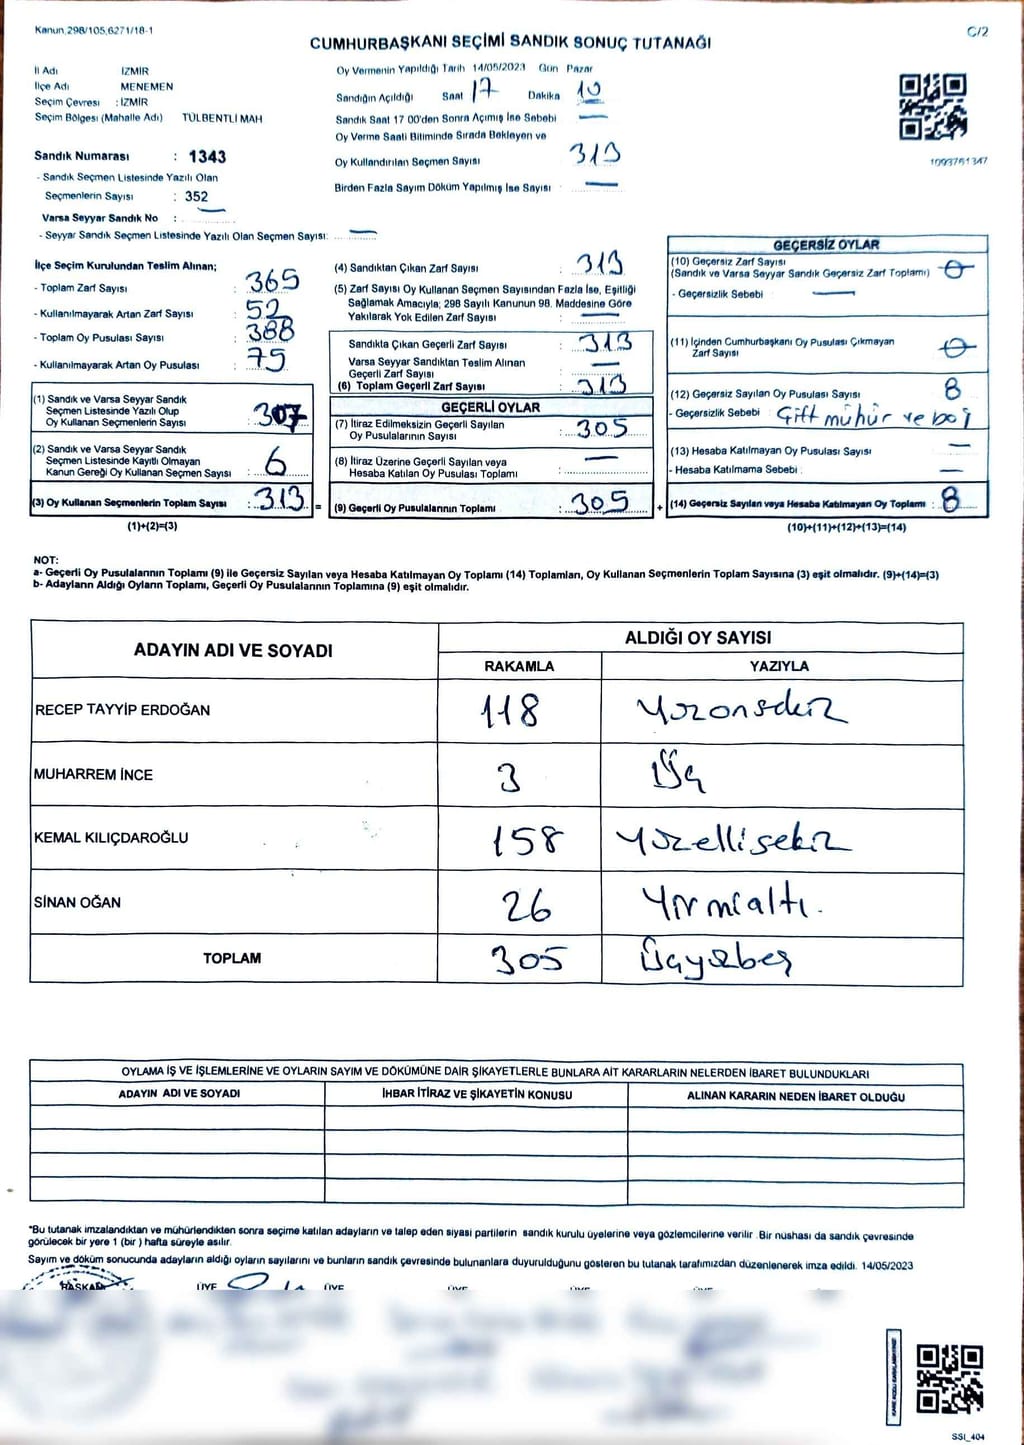 Kanun 298/105,6271/18-1
C/2
CUMHURBAŞKANI SEÇİMİ SANDIK SONUÇ TUTANAĞI
İl Adı İZMİR
İlçe Adı MENEMEN
Seçim Çevresi : İZMİR
Seçim Bölgesi (Mahalle Adı) TÜLBENTLİ MAH
Sandık Numarası : 1343
- Sandık Seçmen Listesinde Yazılı Olan
Seçmenlerin Sayısı : 352
Varsa Seyyar Sandık No :
- Seyyar Sandık Seçmen Listesinde Yazılı Olan Seçmen Sayısı:
Oy Vermenin Yapıldığı Tarih 14/05/2023 Gün Pazar
Sandığın Açıldığı Saat 17 Dakika 10
Sandık Saat 17 00'den Sonra Açımış İse Sebebi
Oy Verme Saati Bitiminde Sırada Bekleyen ve
Oy Kullandırılan Seçmen Sayısı 313
Birden Fazla Sayım Döküm Yapılmış İse Sayısı
1093761347
İlçe Seçim Kurulundan Teslim Alınan;
- Toplam Zarf Sayısı : 365
- Kullanılmayarak Artan Zarf Sayısı : 52
- Toplam Oy Pusulası Sayısı : 388
- Kullanılmayarak Artan Oy Pusulası : 75
(1) Sandık ve Varsa Seyyar Sandık
Seçmen Listesinde Yazılı Olup
Oy Kullanan Seçmenlerin Sayısı : 307
(2) Sandık ve Varsa Seyyar Sandık
Seçmen Listesinde Kayıtlı Olmayan
Kanun Gereği Oy Kullanan Seçmen Sayısı : 6
(3) Oy Kullanan Seçmenlerin Toplam Sayısı : 313 =
(1)+(2)=(3)
(4) Sandıktan Çıkan Zarf Sayısı : 313
(5) Zarf Sayısı Oy Kullanan Seçmen Sayısından Fazla İse, Eşitliği
Sağlamak Amacıyla; 298 Sayılı Kanunun 98. Maddesine Göre
Yakılarak Yok Edilen Zarf Sayısı :
Sandıkta Çıkan Geçerli Zarf Sayısı : 313
Varsa Seyyar Sandıktan Teslim Alınan
Geçerli Zarf Sayısı :
(6) Toplam Geçerli Zarf Sayısı : 313
GEÇERLİ OYLAR
(7) İtiraz Edilmeksizin Geçerli Sayılan
Oy Pusulalarının Sayısı : 305
(8) İtiraz Üzerine Geçerli Sayılan veya
Hesaba Katılan Oy Pusulası Toplamı :
(9) Geçerli Oy Pusulalarının Toplamı : 305 +
GEÇERSİZ OYLAR
(10) Geçersiz Zarf Sayısı
(Sandık ve Varsa Seyyar Sandık Geçersiz Zarf Toplamı) : 0
- Geçersizlik Sebebi :
(11) İçinden Cumhurbaşkanı Oy Pusulası Çıkmayan
Zarf Sayısı : 0
(12) Geçersiz Sayılan Oy Pusulası Sayısı : 8
- Geçersizlik Sebebi : Çift mühür ve boş
(13) Hesaba Katılmayan Oy Pusulası Sayısı :
- Hesaba Katılmama Sebebi :
(14) Geçersiz Sayılan veya Hesaba Katılmayan Oy Toplamı : 8
(10)+(11)+(12)+(13)=(14)
NOT:
a- Geçerli Oy Pusulalarının Toplamı (9) ile Geçersiz Sayılan veya Hesaba Katılmayan Oy Toplamı (14) Toplamları, Oy Kullanan Seçmenlerin Toplam Sayısına (3) eşit olmalıdır. (9)+(14)=(3)
b- Adayların Aldığı Oyların Toplamı, Geçerli Oy Pusulalarının Toplamına (9) eşit olmalıdır.
ADAYIN ADI VE SOYADI ALDIĞI OY SAYISI
RAKAMLA YAZIYLA
RECEP TAYYİP ERDOĞAN 118 Yüzonsekiz
MUHARREM İNCE 3 Üç
KEMAL KILIÇDAROĞLU 158 Yüzellisekiz
SİNAN OĞAN 26 Yirmialtı.
TOPLAM 305 Üçyüzbeş
OYLAMA İŞ VE İŞLEMLERİNE VE OYLARIN SAYIM VE DÖKÜMÜNE DAİR ŞİKAYETLERLE BUNLARA AİT KARARLARIN NELERDEN İBARET BULUNDUKLARI
ADAYIN ADI VE SOYADI İHBAR İTİRAZ VE ŞİKAYETİN KONUSU ALINAN KARARIN NEDEN İBARET OLDUĞU
*Bu tutanak imzalandıktan ve mühürlendikten sonra seçime katılan adayların ve talep eden siyasi partilerin sandık kurulu üyelerine veya gözlemcilerine verilir. Bir nüshası da sandık çevresinde
görülecek bir yere 1 (bir) hafta süreyle asılır.
Sayım ve döküm sonucunda adayların aldığı oyların sayılarını ve bunların sandık çevresinde bulunanlara duyurulduğunu gösteren bu tutanak tarafımızdan düzenlenerek imza edildi. 14/05/2023
BAŞKAN ÜYE ÜYE ÜYE ÜYE ÜYE
SSI_404